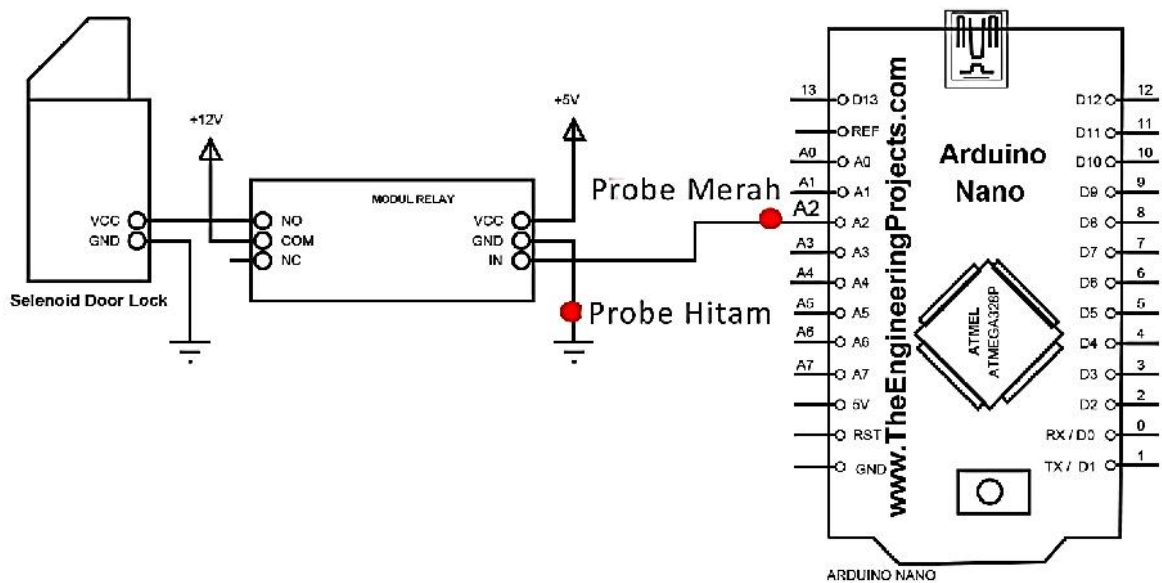 +12V
+5V
MODUL RELAY
VCC
GND
NO
COM
NC
VCC
GND
IN
Selenoid Door Lock
Probe Merah
Probe Hitam
13
A0
A1
A2
A3
A4
A5
A6
A7
D13
REF
A0
A1
A2
A3
A4
A5
A6
A7
5V
RST
GND
www.TheEngineeringProjects.com
Arduino
Nano
ATMEL
ATMEGA328P
D12
D11
D10
D9
D8
D7
D6
D5
D4
D3
D2
RX / D0
TX / D1
12
11
10
9
8
7
6
5
4
3
2
0
1
ARDUINO NANO